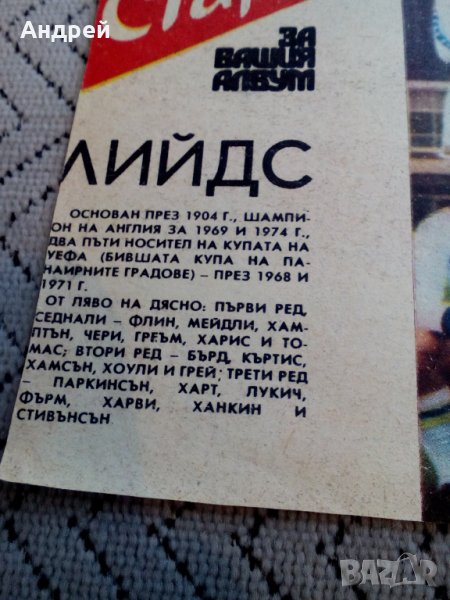 Андрей
Старт
ЗА
ВАШИЯ
АЛБУМ
ЛИЙДС
ОСНОВАН ПРЕЗ 1904 Г., ШАМПИ-
ОН НА АНГЛИЯ ЗА 1969 И 1974 Г.,
ДВА ПЪТИ НОСИТЕЛ НА КУПАТА НА
УЕФА (БИВШАТА КУПА НА ПА-
НАИРНИТЕ ГРАДОВЕ) – ПРЕЗ 1968 И
1971 Г.
ОТ ЛЯВО НА ДЯСНО: ПЪРВИ РЕД,
СЕДНАЛИ – ФЛИН, МЕЙДЛИ, ХАМ-
ПТЪН, ЧЕРИ, ГРЕЪМ, ХАРИС И ТО-
МАС; ВТОРИ РЕД – БЪРД, КЪРТИС,
ХАМСЪН, ХОУЛИ И ГРЕЙ; ТРЕТИ РЕД
– ПАРКИНСЪН, ХАРТ, ЛУКИЧ,
ФЪРМ, ХАРВИ, ХАНКИН И
СТИВЪНСЪН
BAZAR.bg